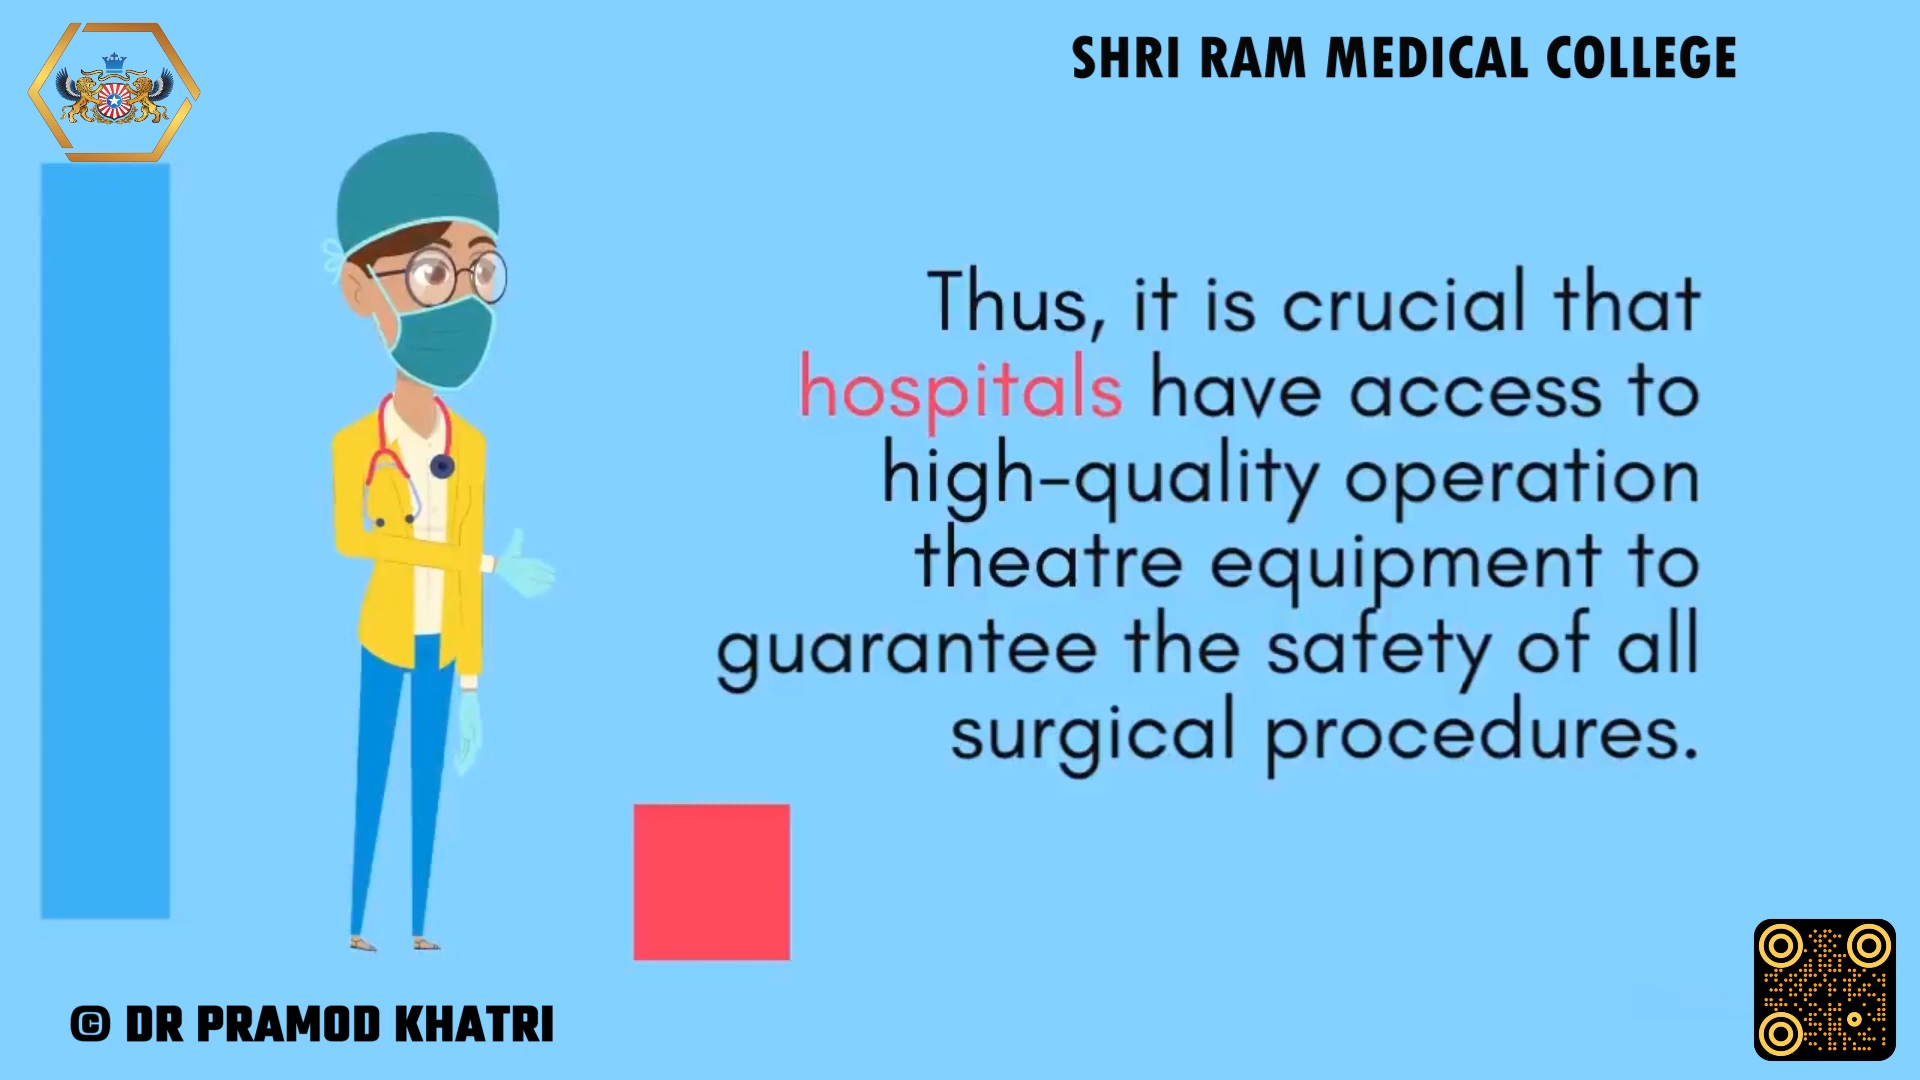 SHRI RAM MEDICAL COLLEGE
Thus, it is crucial that
hospitals have access to
high-quality operation
theatre equipment to
guarantee the safety of all
surgical procedures.
© DR PRAMOD KHATRI